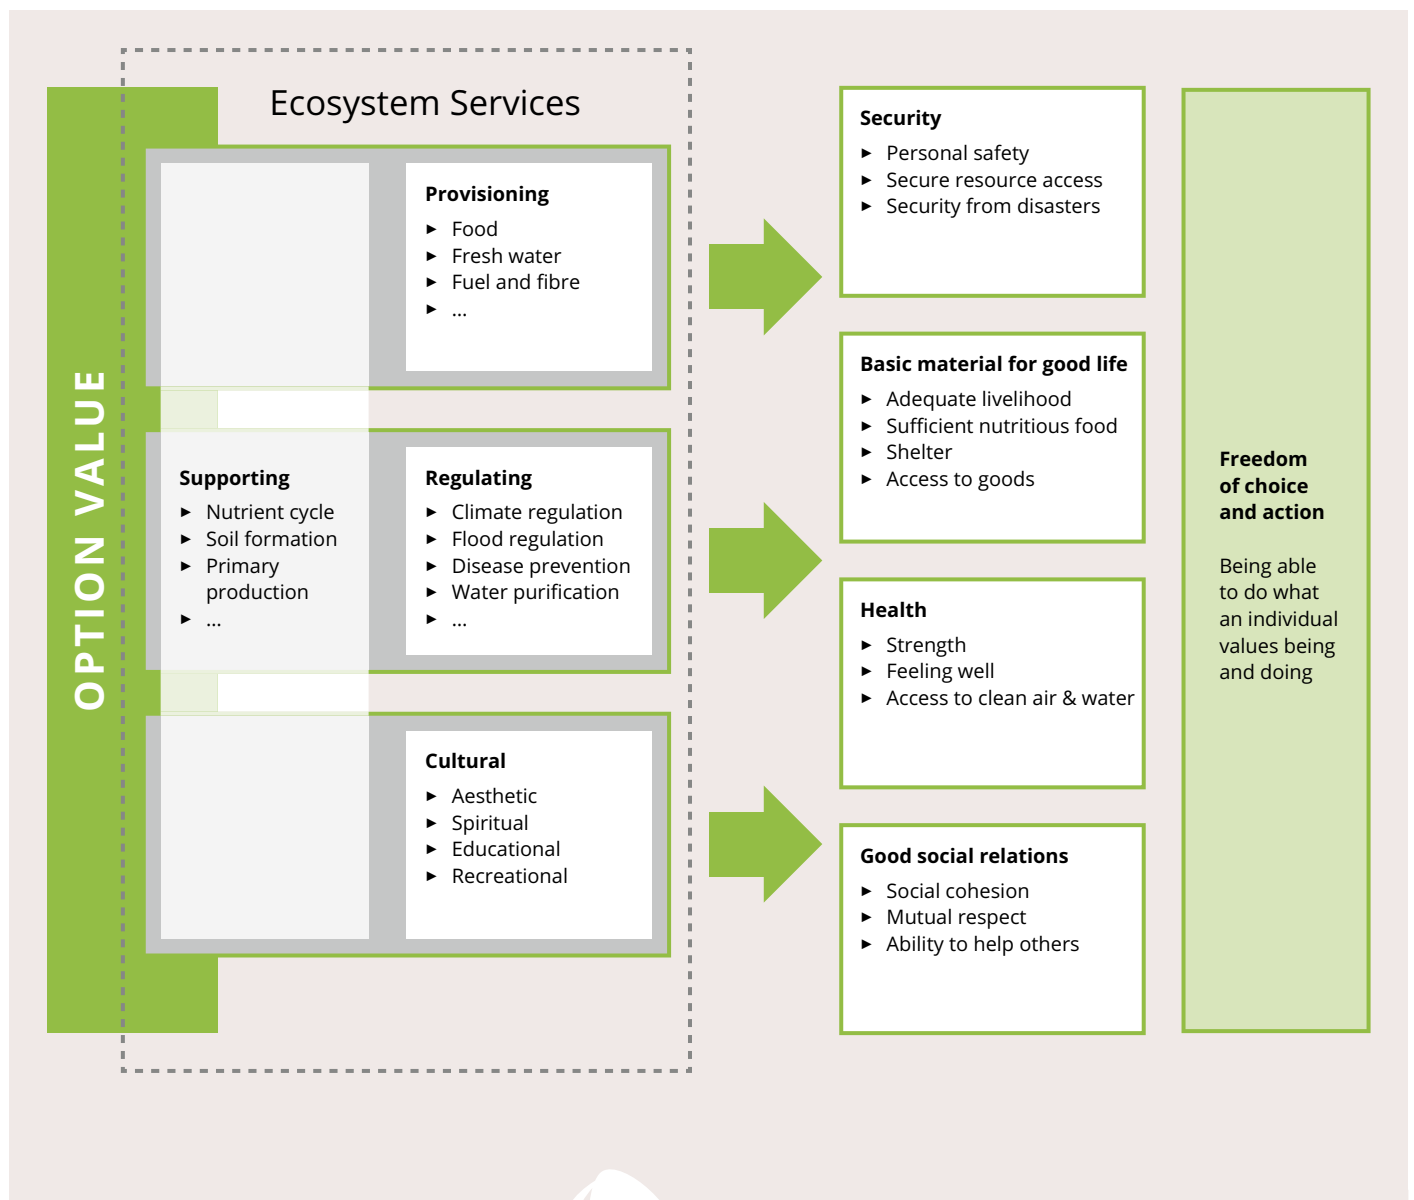 OPTION VALUE
Ecosystem Services
Provisioning
► Food
► Fresh water
► Fuel and fibre
► ...
Supporting
► Nutrient cycle
► Soil formation
► Primary
production
► ...
Regulating
► Climate regulation
► Flood regulation
► Disease prevention
► Water purification
► ...
Cultural
► Aesthetic
► Spiritual
► Educational
► Recreational
Security
► Personal safety
► Secure resource access
► Security from disasters
Basic material for good life
► Adequate livelihood
► Sufficient nutritious food
► Shelter
► Access to goods
Health
► Strength
► Feeling well
► Access to clean air & water
Good social relations
► Social cohesion
► Mutual respect
► Ability to help others
Freedom
of choice
and action
Being able
to do what
an individual
values being
and doing